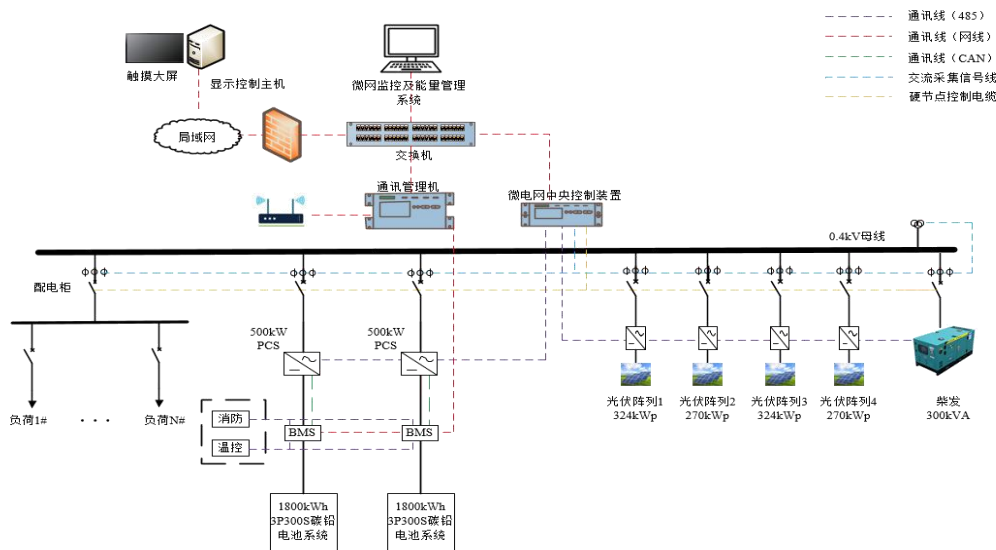 通讯线（485）
通讯线（网线）
通讯线（CAN）
交流采集信号线
硬节点控制电缆
触摸大屏
显示控制主机
微网监控及能量管理
系统
局域网
交换机
通讯管理机
微电网中央控制装置
0.4kV母线
配电柜
500kW
PCS
500kW
PCS
负荷1#
· · ·
负荷N#
消防
温控
BMS
BMS
光伏阵列1
324kWp
光伏阵列2
270kWp
光伏阵列3
324kWp
光伏阵列4
270kWp
柴发
300kVA
1800kWh
3P300S碳铅
电池系统
1800kWh
3P300S碳铅
电池系统